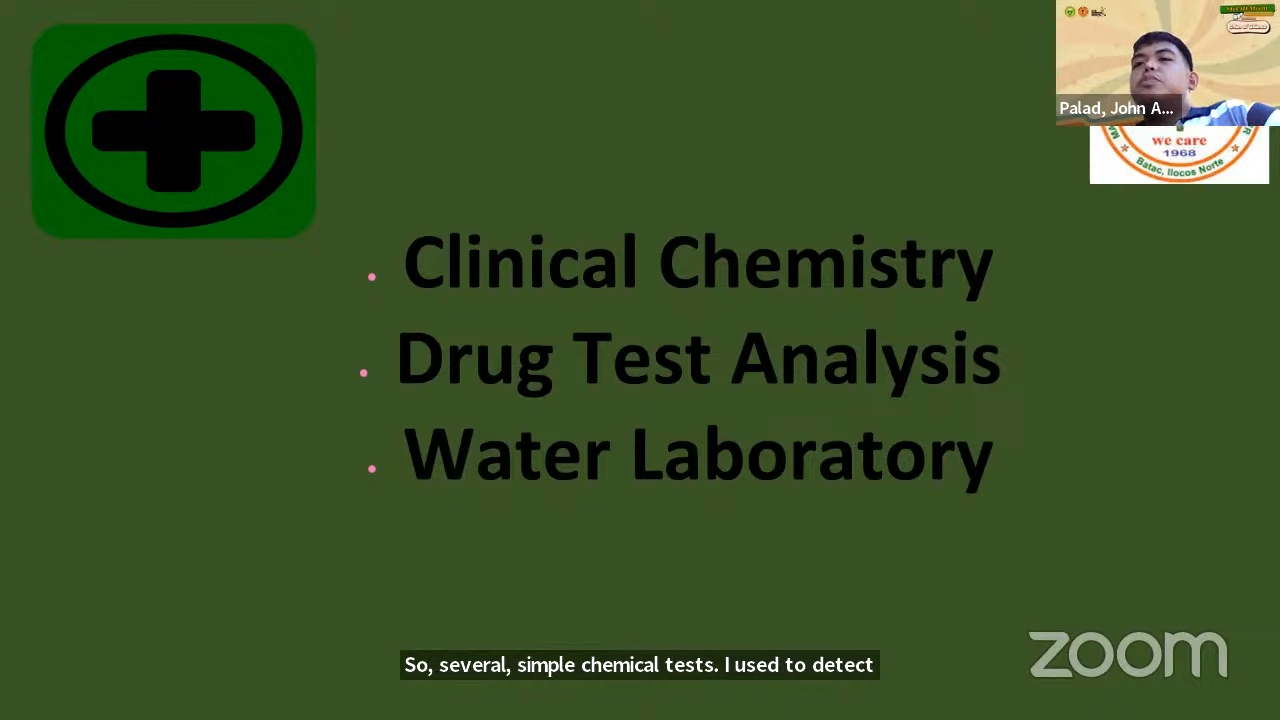 Palad, John A...
we care
1968
Batac, Ilocos Norte
Clinical Chemistry
Drug Test Analysis
Water Laboratory
So, several, simple chemical tests. I used to detect
zoom